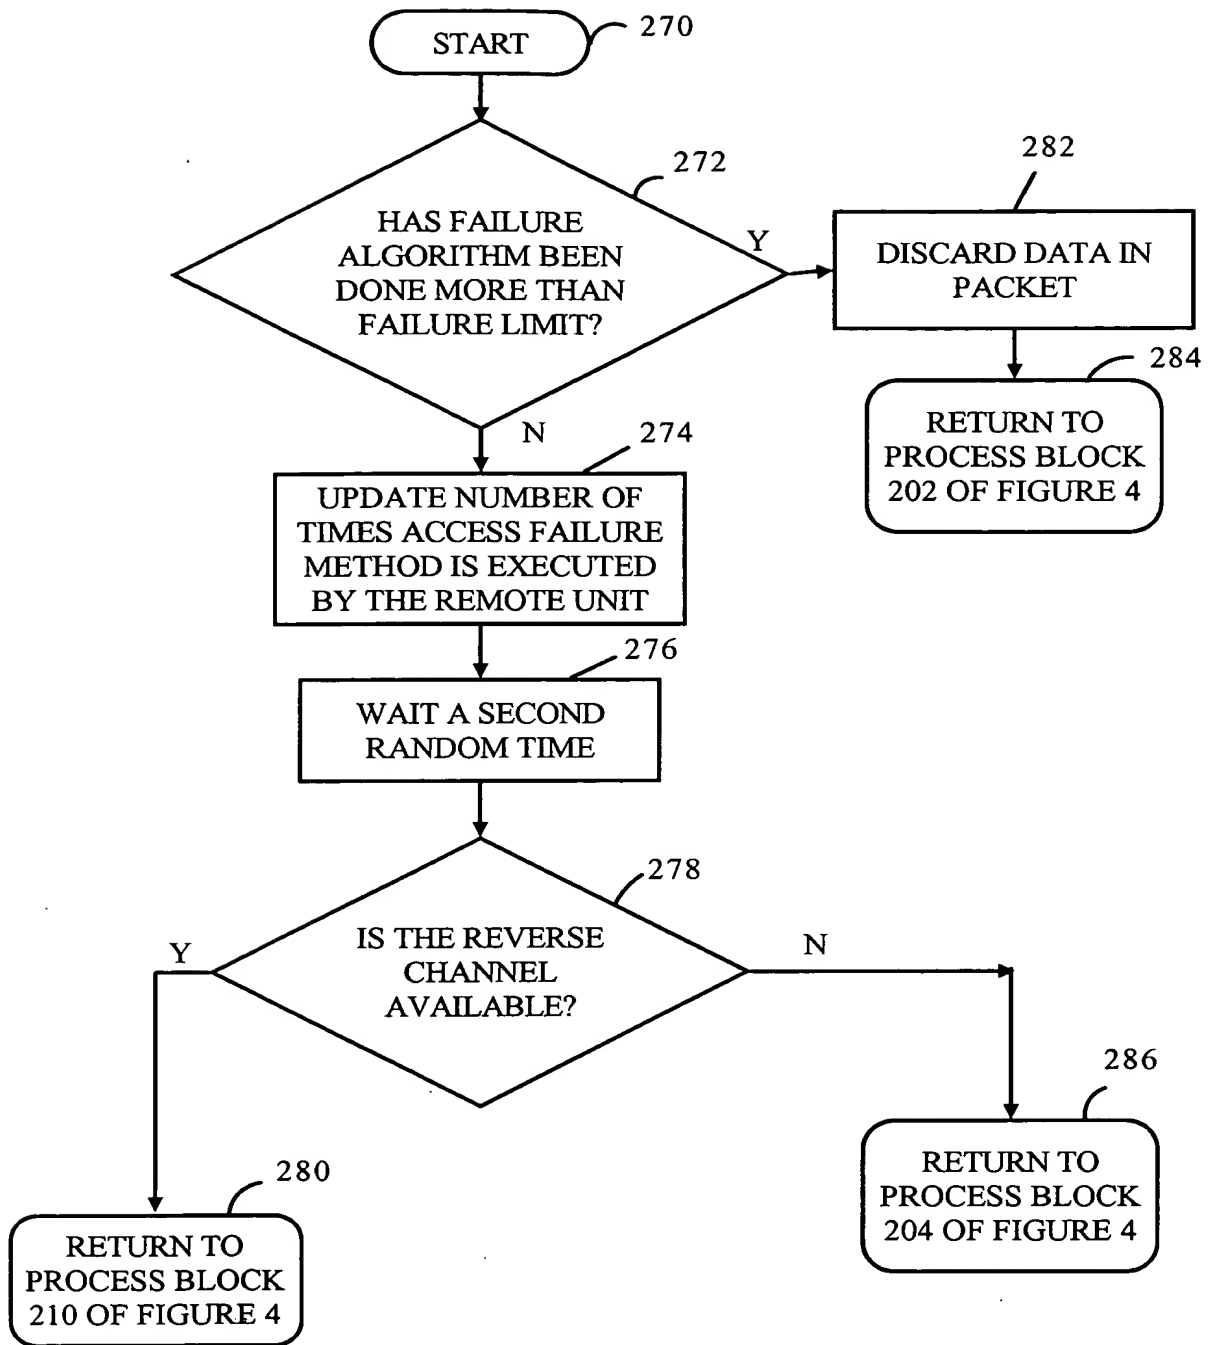 START
270
272
HAS FAILURE
ALGORITHM BEEN
DONE MORE THAN
FAILURE LIMIT?
Y
282
DISCARD DATA IN
PACKET
284
RETURN TO
PROCESS BLOCK
202 OF FIGURE 4
N
274
UPDATE NUMBER OF
TIMES ACCESS FAILURE
METHOD IS EXECUTED
BY THE REMOTE UNIT
276
WAIT A SECOND
RANDOM TIME
278
IS THE REVERSE
CHANNEL
AVAILABLE?
Y
N
280
RETURN TO
PROCESS BLOCK
210 OF FIGURE 4
286
RETURN TO
PROCESS BLOCK
204 OF FIGURE 4